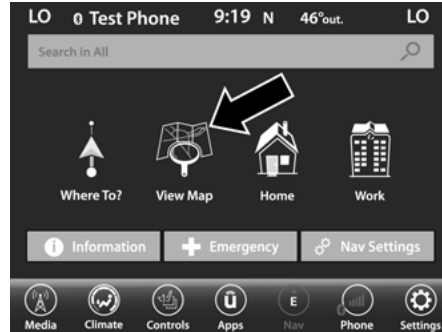 LO Test Phone 9:19 N 46°out. LO
Search in All
Where To? View Map Home Work
i Information Emergency Nav Settings
û E
Media Climate Controls Apps Nav Phone Settings